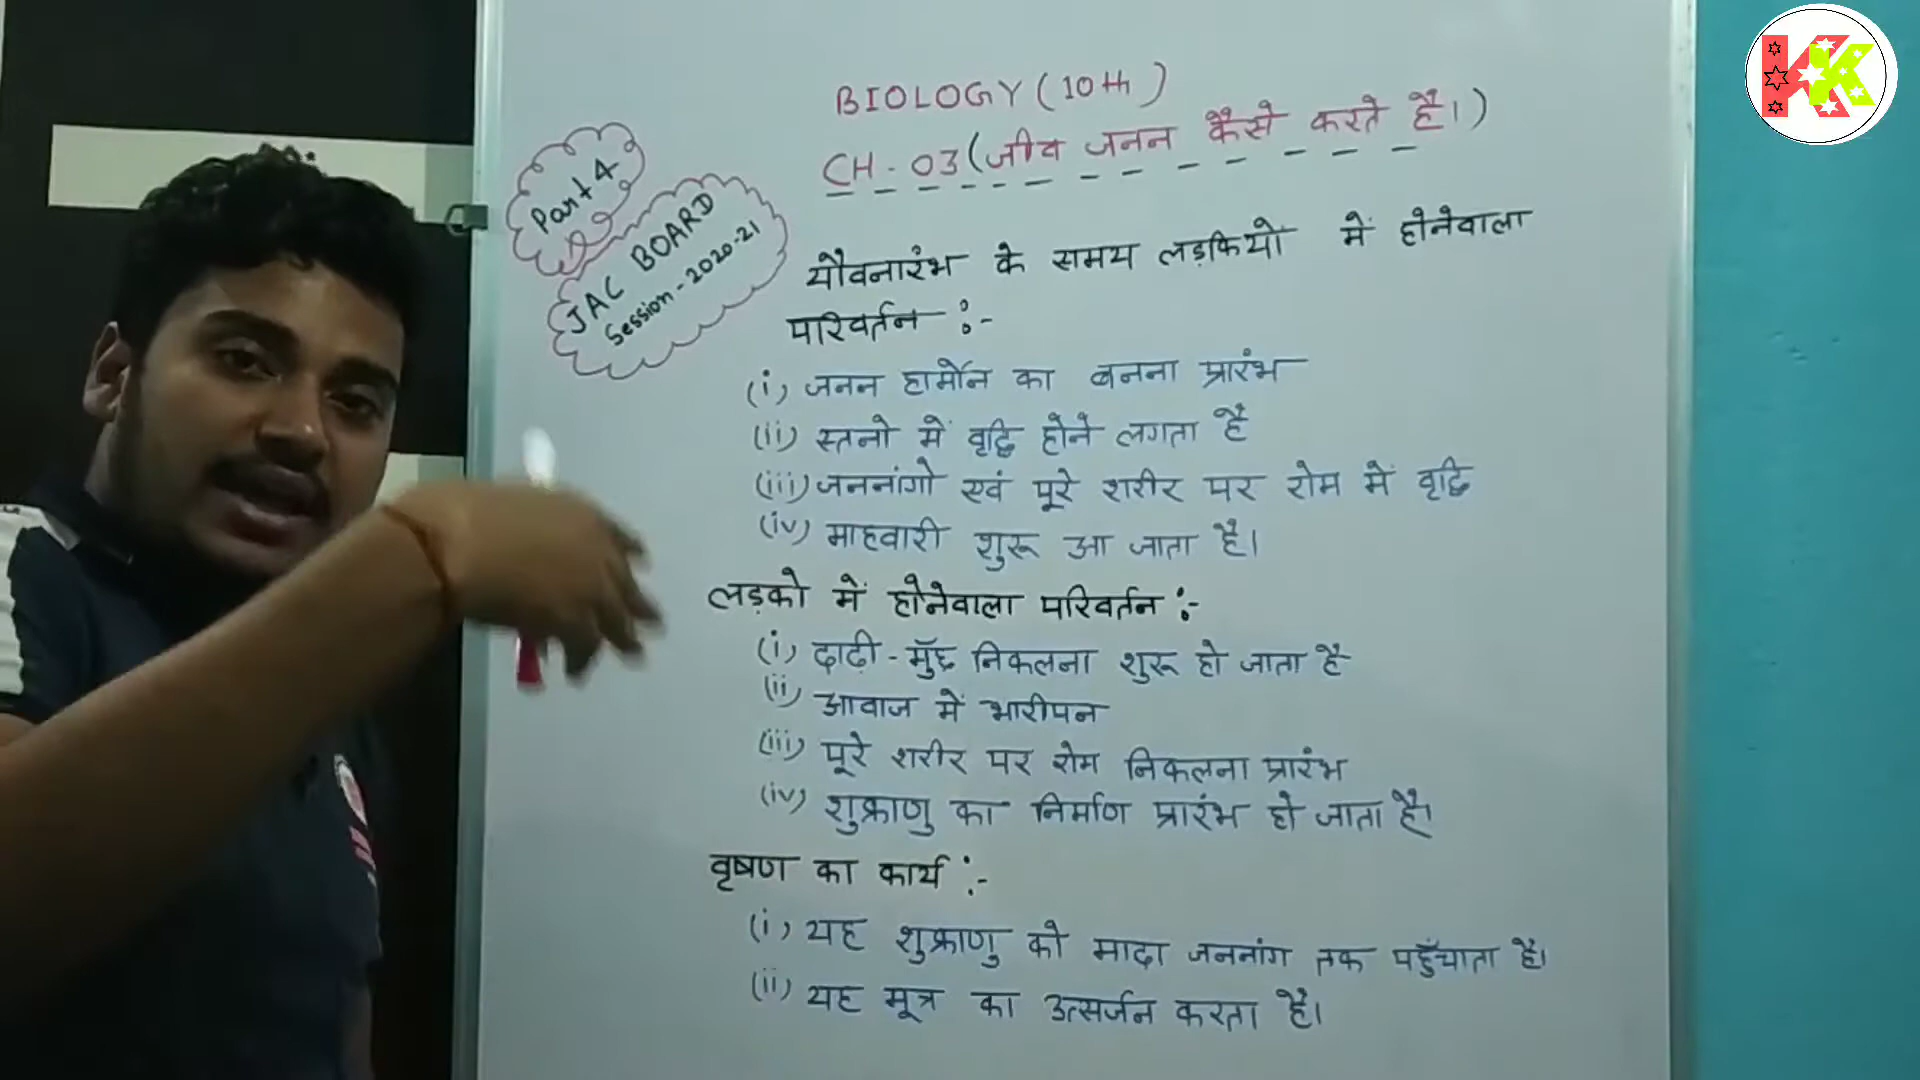 BIOLOGY (10th)
CH-03 (जीव जनन कैसे करते है।)
Part 4
JAC BOARD
Session-2020-21
यौवनारंभ के समय लड़कियों में होनेवाला
परिवर्तन :-
(i) जनन हार्मोन का बनना प्रारंभ
(ii) स्तनो में वृद्धि होने लगता है
(iii) जननांगो एवं पूरे शरीर पर रोम में वृद्धि
(iv) माहवारी शुरू आ जाता है।
लड़को में होनेवाला परिवर्तन :-
(i) दाढ़ी-मुँछ निकलना शुरू हो जाता है
(ii) आवाज में भारीपन
(iii) पूरे शरीर पर रोम निकलना प्रारंभ
(iv) शुक्राणु का निर्माण प्रारंभ हो जाता है।
वृषण का कार्य :-
(i) यह शुक्राणु को मादा जननांग तक पहुँचाता है।
(ii) यह मूत्र का उत्सर्जन करता है।
KK